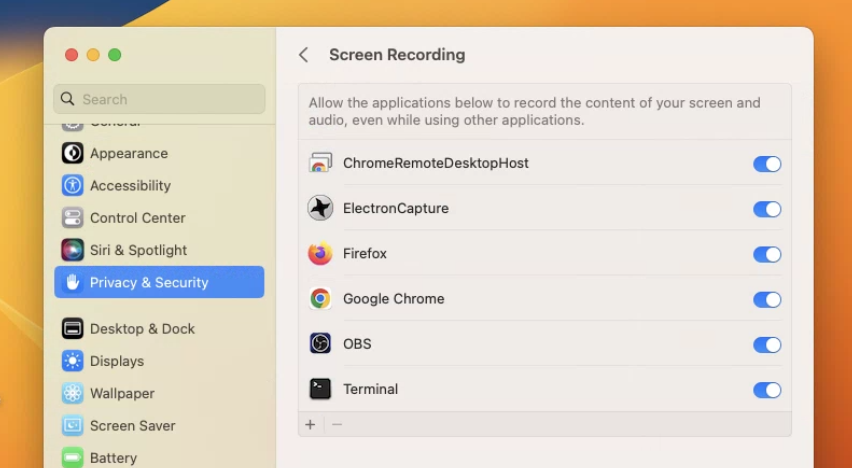 Search
General
Appearance
Accessibility
Control Center
Siri & Spotlight
Privacy & Security
Desktop & Dock
Displays
Wallpaper
Screen Saver
Battery
Screen Recording
Allow the applications below to record the content of your screen and
audio, even while using other applications.
ChromeRemoteDesktopHost
ElectronCapture
Firefox
Google Chrome
OBS
Terminal